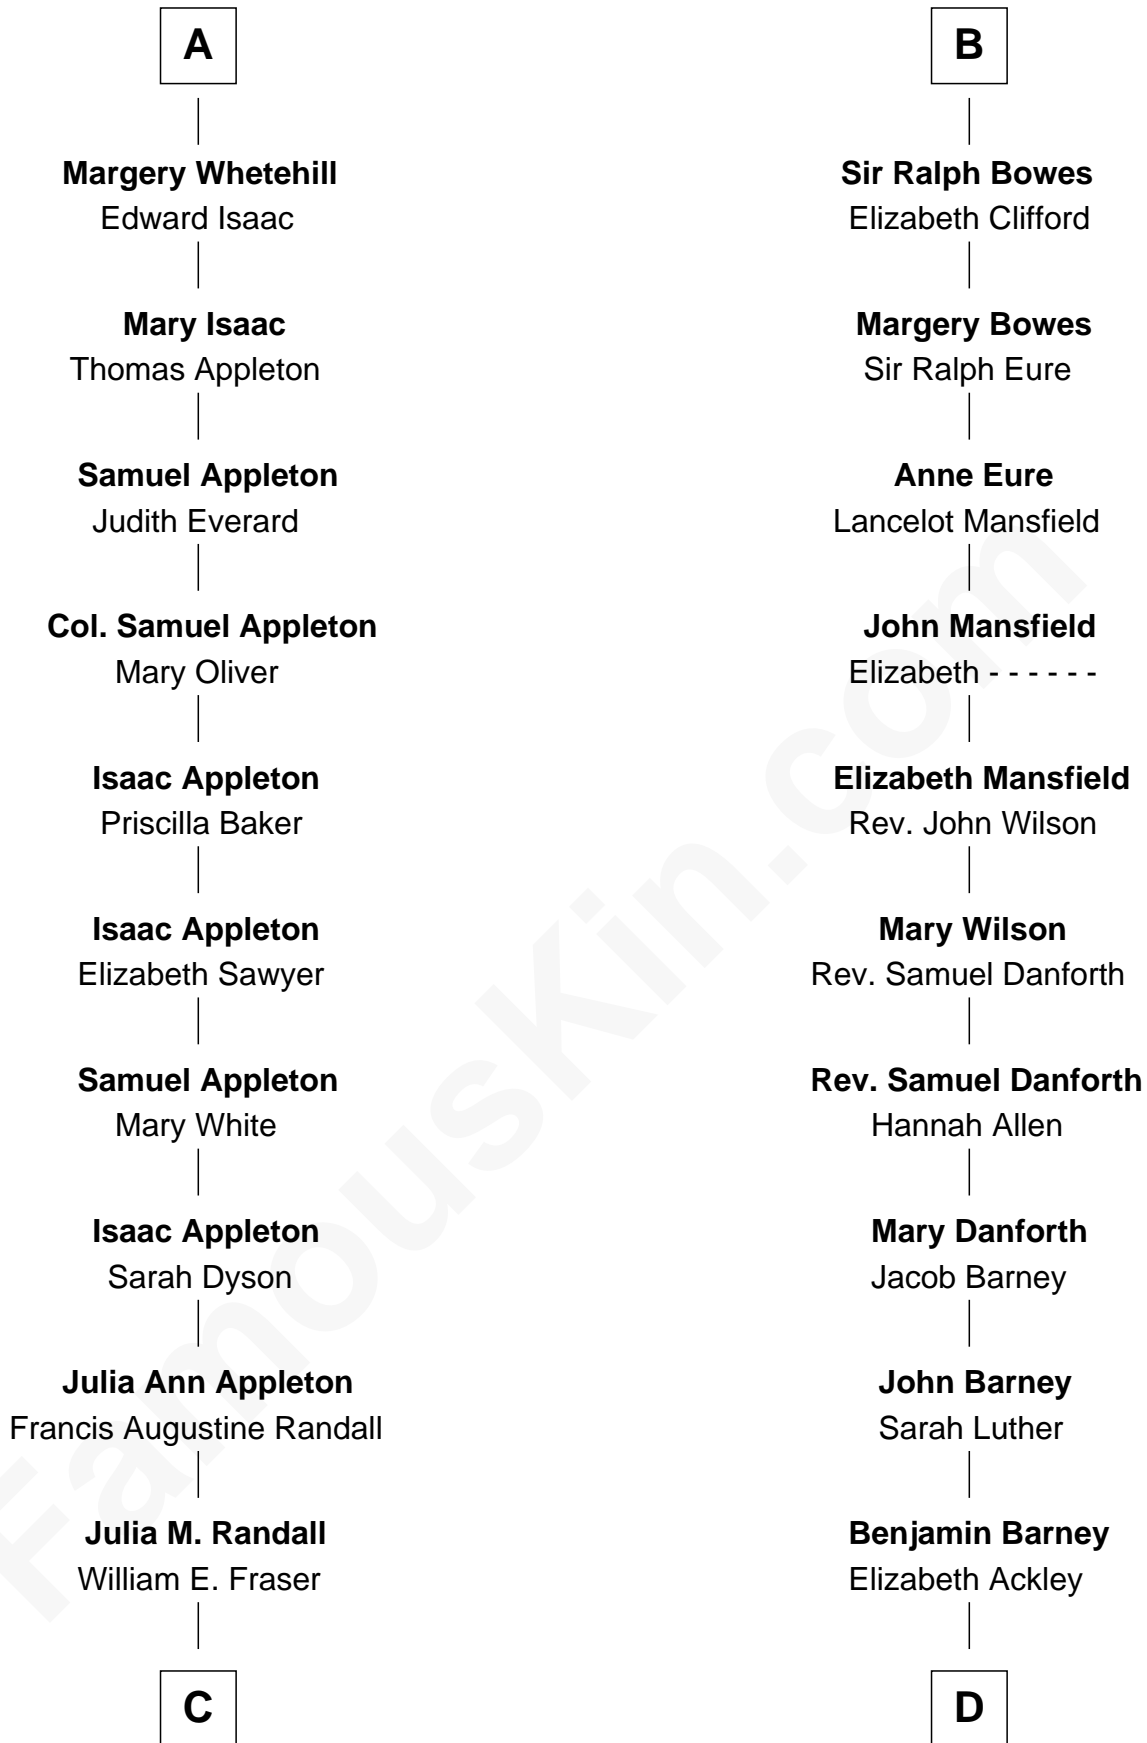 A
Margery Whetehill
Edward Isaac
Mary Isaac
Thomas Appleton
Samuel Appleton
Judith Everard
Col. Samuel Appleton
Mary Oliver
Isaac Appleton
Priscilla Baker
Isaac Appleton
Elizabeth Sawyer
Samuel Appleton
Mary White
Isaac Appleton
Sarah Dyson
Julia Ann Appleton
Francis Augustine Randall
Julia M. Randall
William E. Fraser
C
B
Sir Ralph Bowes
Elizabeth Clifford
Margery Bowes
Sir Ralph Eure
Anne Eure
Lancelot Mansfield
John Mansfield
Elizabeth - - - - - -
Elizabeth Mansfield
Rev. John Wilson
Mary Wilson
Rev. Samuel Danforth
Rev. Samuel Danforth
Hannah Allen
Mary Danforth
Jacob Barney
John Barney
Sarah Luther
Benjamin Barney
Elizabeth Ackley
D
FamousKin.com